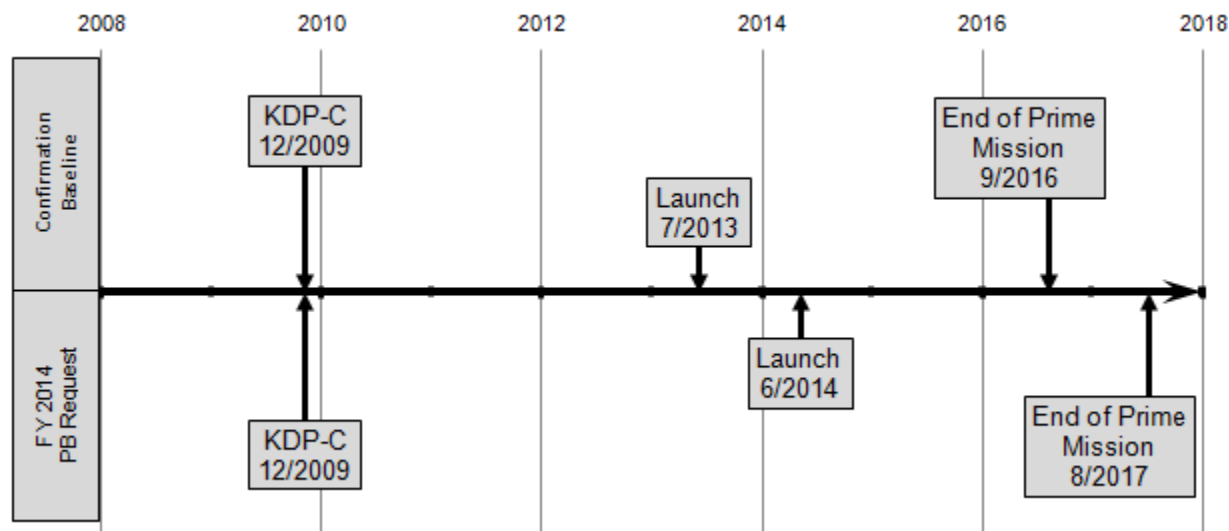 2008
2010
2012
2014
2016
2018
Confirmation
Baseline
KDP-C
12/2009
Launch
7/2013
End of Prime
Mission
9/2016
FY 2014
PB Request
KDP-C
12/2009
Launch
6/2014
End of Prime
Mission
8/2017